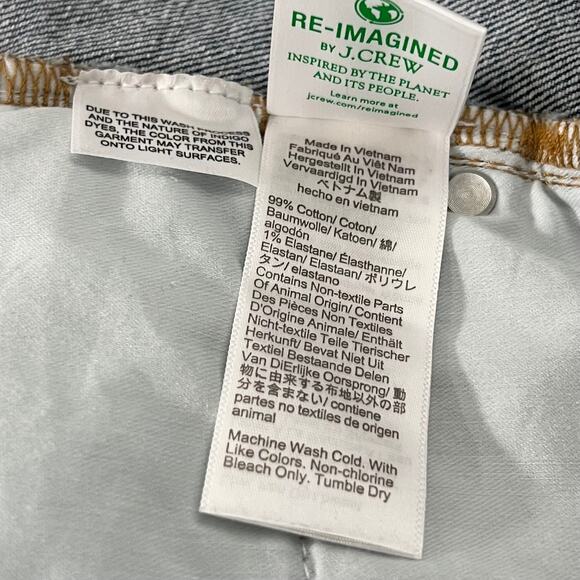 RE-IMAGINED
BY J.CREW
INSPIRED BY THE PLANET
AND ITS PEOPLE.
Learn more at
jcrew.com/reimagined
DUE TO THIS WASH PROCESS
AND THE NATURE OF INDIGO
DYES, THE COLOR FROM THIS
GARMENT MAY TRANSFER
ONTO LIGHT SURFACES.
Made In Vietnam
Fabriqué Au Viêt Nam
Hergestellt In Vietnam
Vervaardigd In Vietnam
ベトナム製
hecho en vietnam
99% Cotton/ Coton/
Baumwolle/ Katoen/ 綿/
algodón
1% Elastane/ Élasthanne/
Elastan/ Elastaan/ ポリウレ
タン/ elastano
Contains Non-textile Parts
Of Animal Origin/ Contient
Des Pièces Non Textiles
D'Origine Animale/ Enthält
Nicht-textile Teile Tierischer
Herkunft/ Bevat Niet Uit
Textiel Bestaande Delen
Van DiErlijke Oorsprong/ 動
物に由来する布地以外の部
分を含まない/ contiene
partes no textiles de origen
animal
Machine Wash Cold. With
Like Colors. Non-chlorine
Bleach Only. Tumble Dry